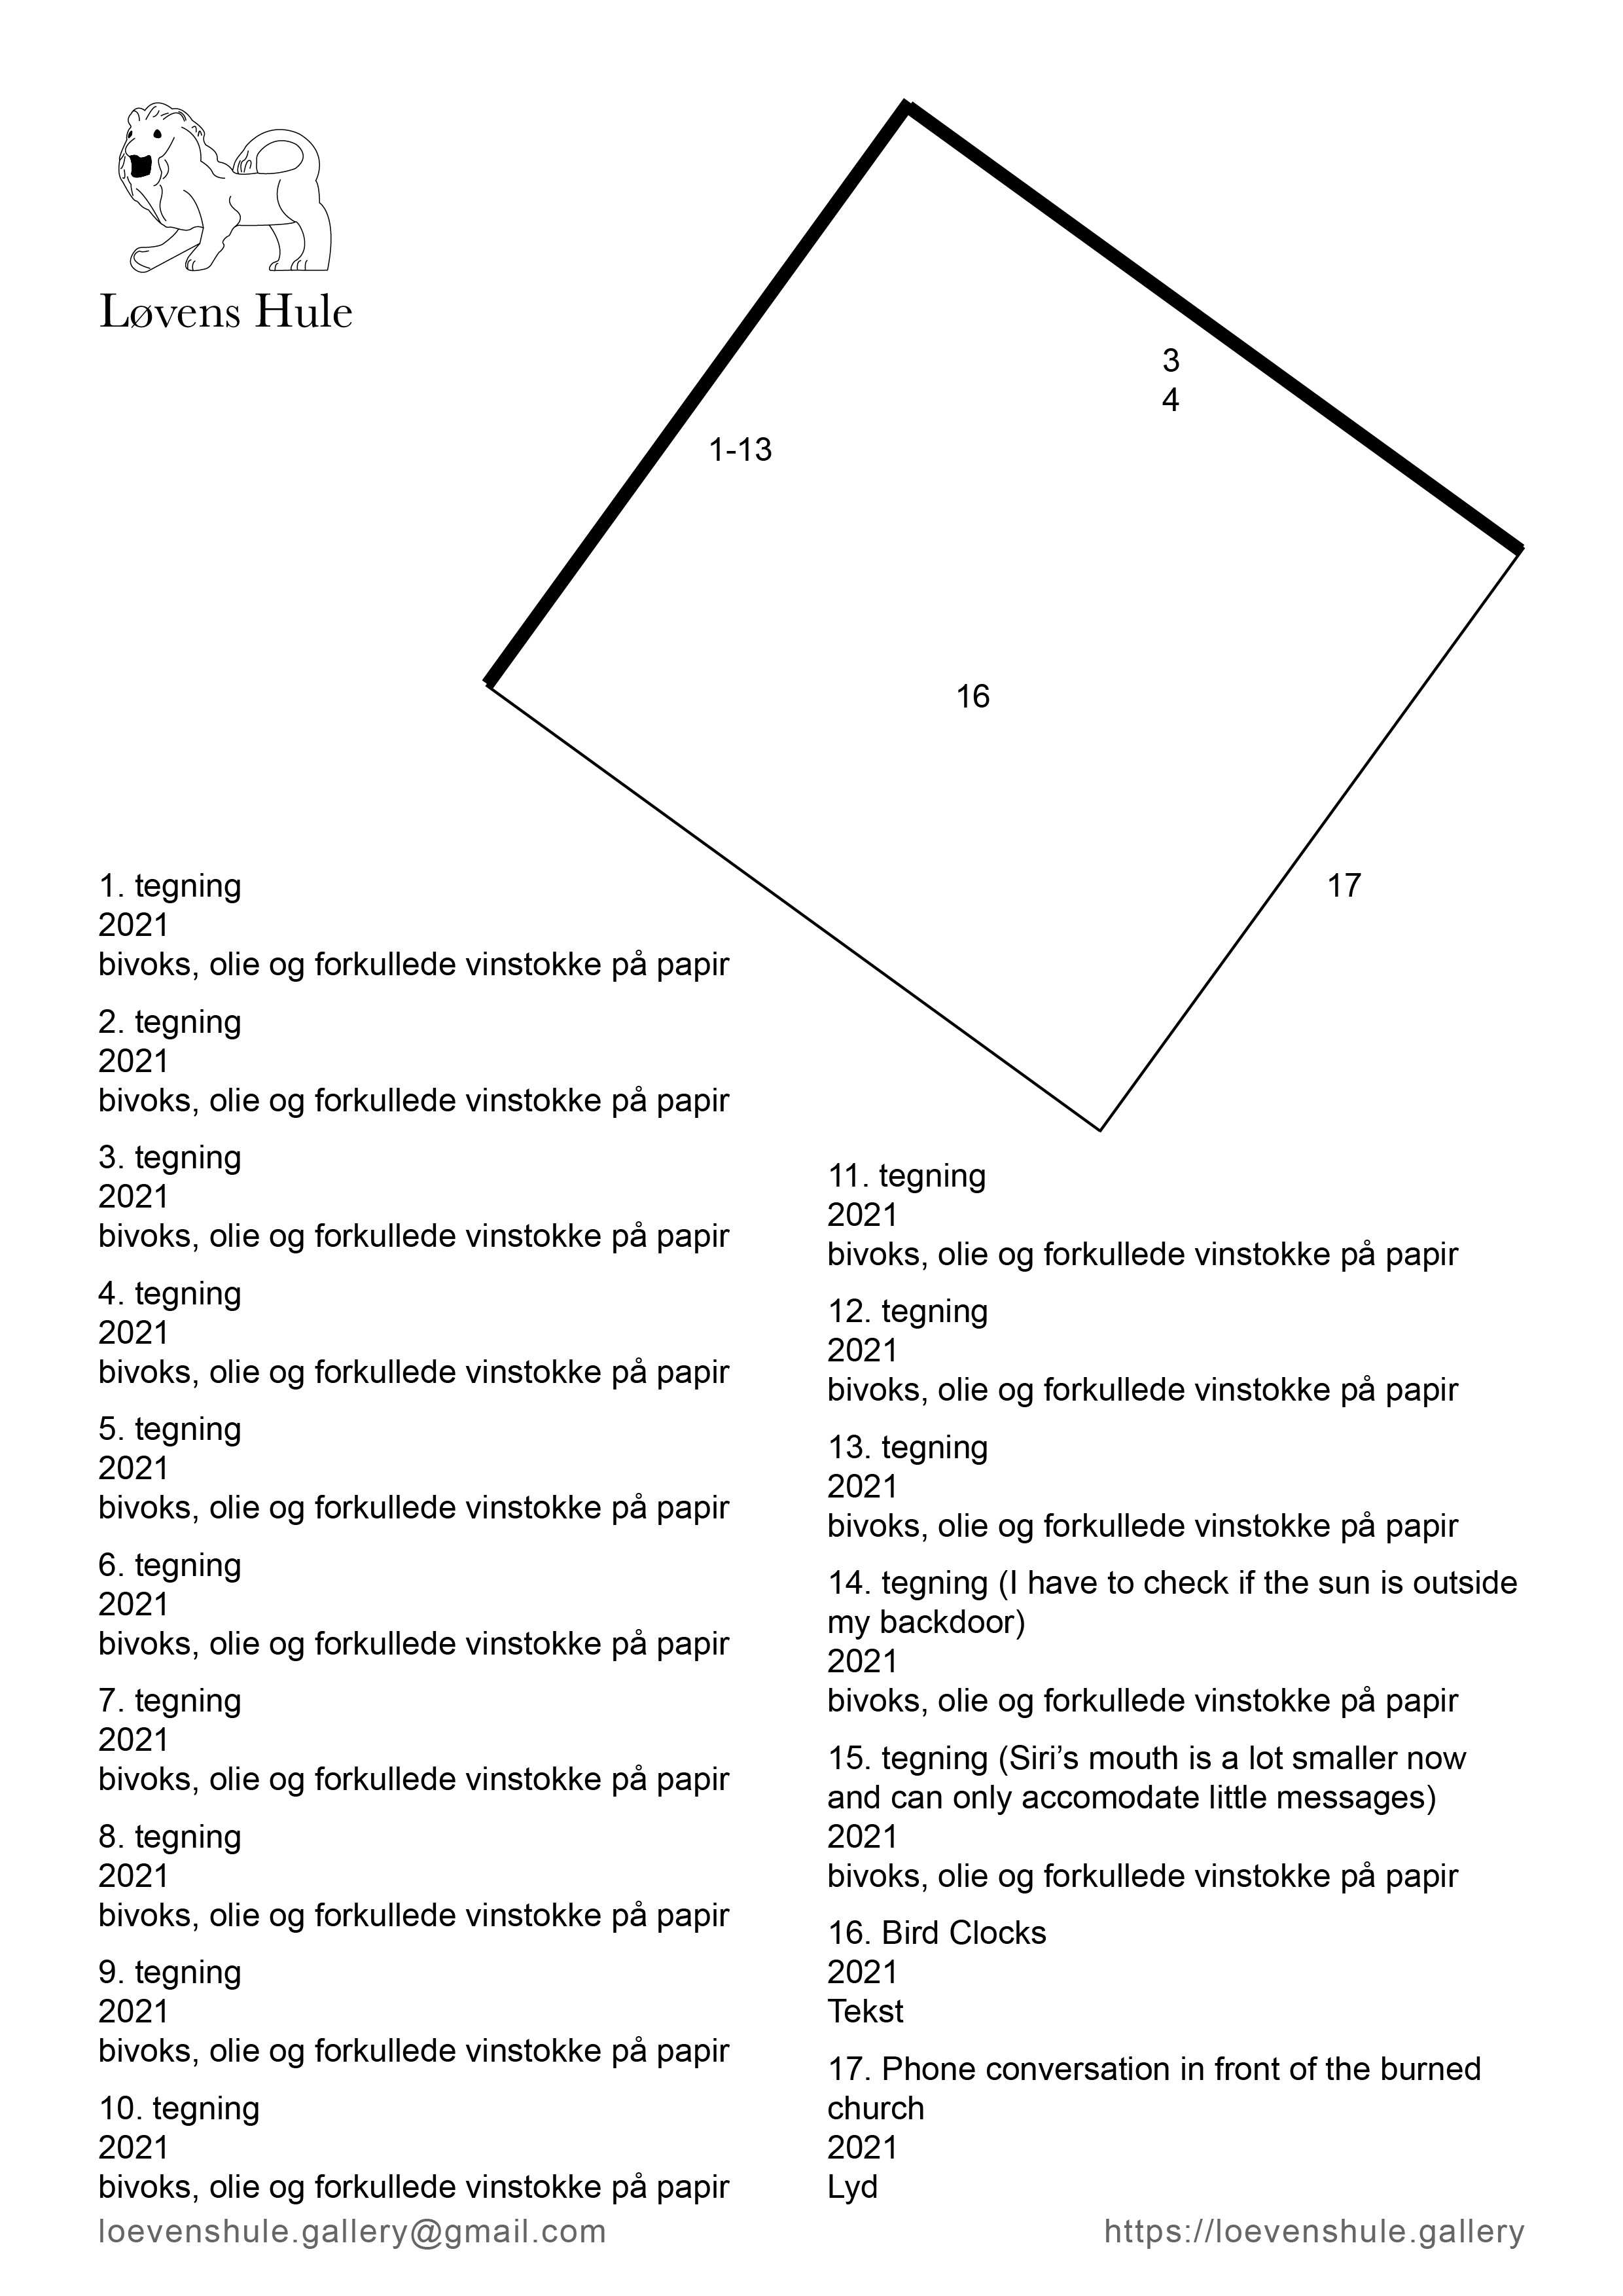 Løvens Hule
3
4
1-13
16
17
1. tegning
2021
bivoks, olie og forkullede vinstokke på papir
2. tegning
2021
bivoks, olie og forkullede vinstokke på papir
3. tegning
2021
bivoks, olie og forkullede vinstokke på papir
4. tegning
2021
bivoks, olie og forkullede vinstokke på papir
5. tegning
2021
bivoks, olie og forkullede vinstokke på papir
6. tegning
2021
bivoks, olie og forkullede vinstokke på papir
7. tegning
2021
bivoks, olie og forkullede vinstokke på papir
8. tegning
2021
bivoks, olie og forkullede vinstokke på papir
9. tegning
2021
bivoks, olie og forkullede vinstokke på papir
10. tegning
2021
bivoks, olie og forkullede vinstokke på papir
11. tegning
2021
bivoks, olie og forkullede vinstokke på papir
12. tegning
2021
bivoks, olie og forkullede vinstokke på papir
13. tegning
2021
bivoks, olie og forkullede vinstokke på papir
14. tegning (I have to check if the sun is outside
my backdoor)
2021
bivoks, olie og forkullede vinstokke på papir
15. tegning (Siri’s mouth is a lot smaller now
and can only accomodate little messages)
2021
bivoks, olie og forkullede vinstokke på papir
16. Bird Clocks
2021
Tekst
17. Phone conversation in front of the burned
church
2021
Lyd
loevenshule.gallery@gmail.com
https://loevenshule.gallery